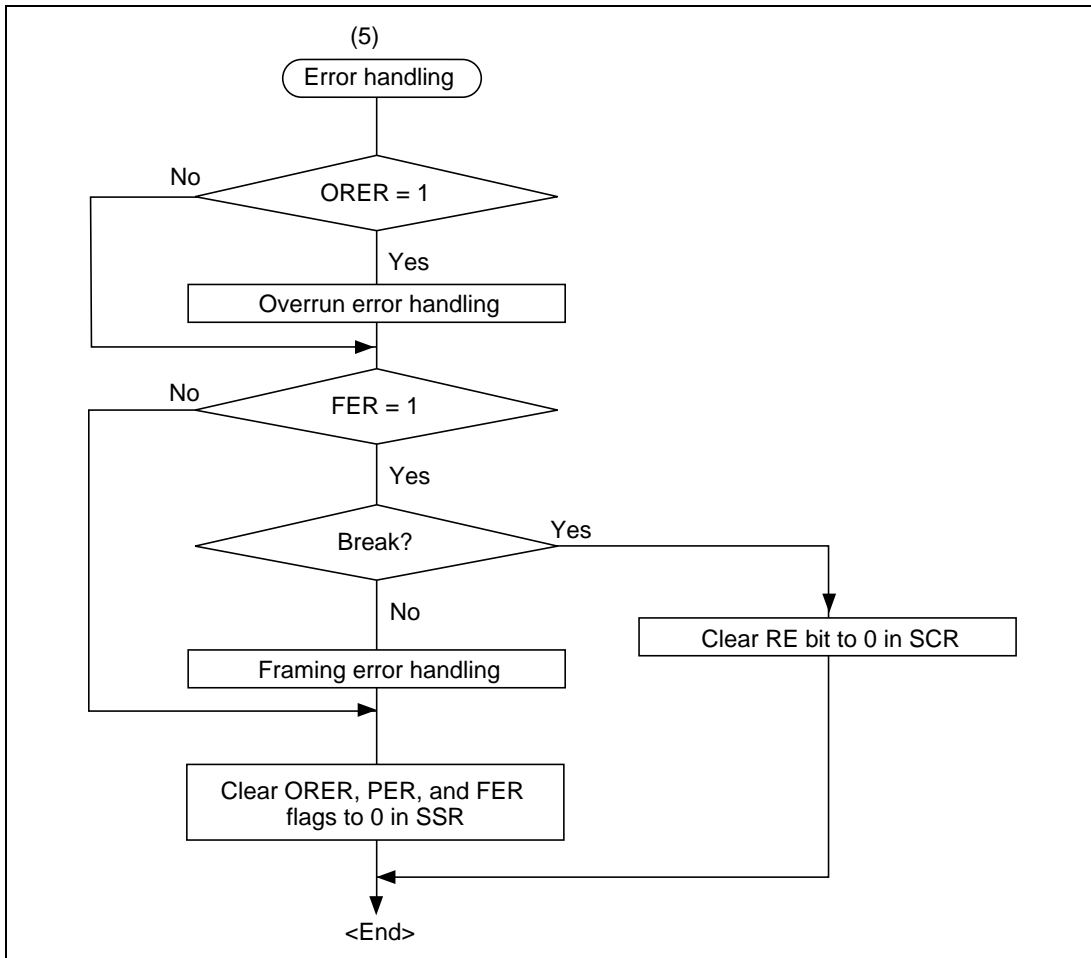 (5)
Error handling
No
ORER = 1
Yes
Overrun error handling
No
FER = 1
Yes
Break?
Yes
No
Clear RE bit to 0 in SCR
Framing error handling
Clear ORER, PER, and FER
flags to 0 in SSR
<End>